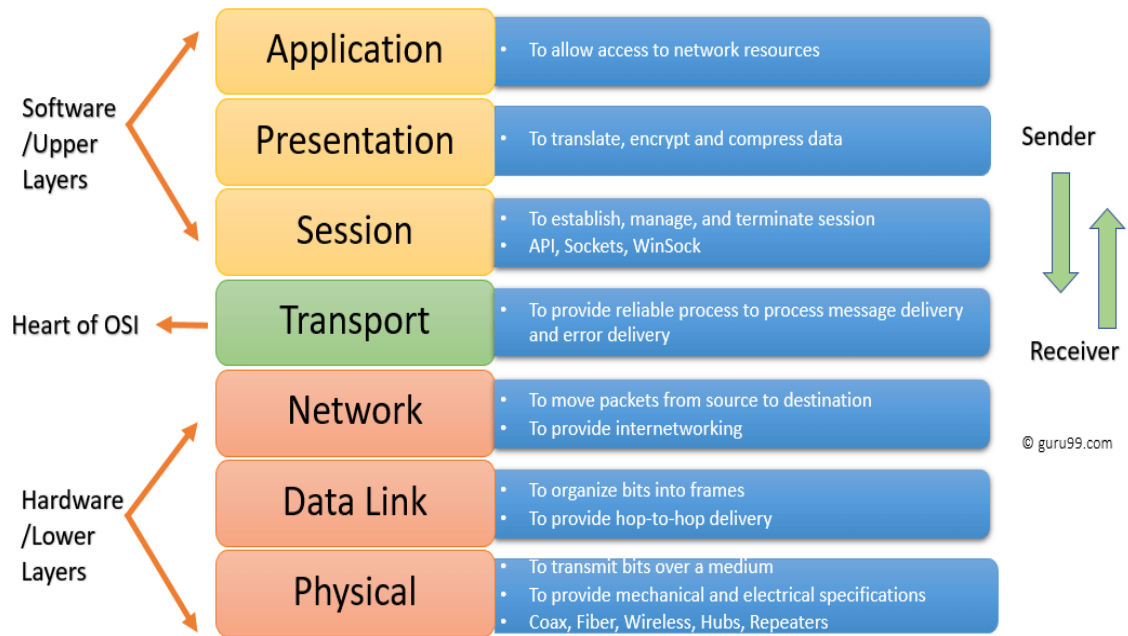 Application
• To allow access to network resources
Software
/Upper
Layers
Presentation
• To translate, encrypt and compress data
Sender
Session
• To establish, manage, and terminate session
• API, Sockets, WinSock
Heart of OSI
Transport
• To provide reliable process to process message delivery
and error delivery
Receiver
Network
• To move packets from source to destination
• To provide internetworking
© guru99.com
Hardware
/Lower
Layers
Data Link
• To organize bits into frames
• To provide hop-to-hop delivery
Physical
• To transmit bits over a medium
• To provide mechanical and electrical specifications
• Coax, Fiber, Wireless, Hubs, Repeaters